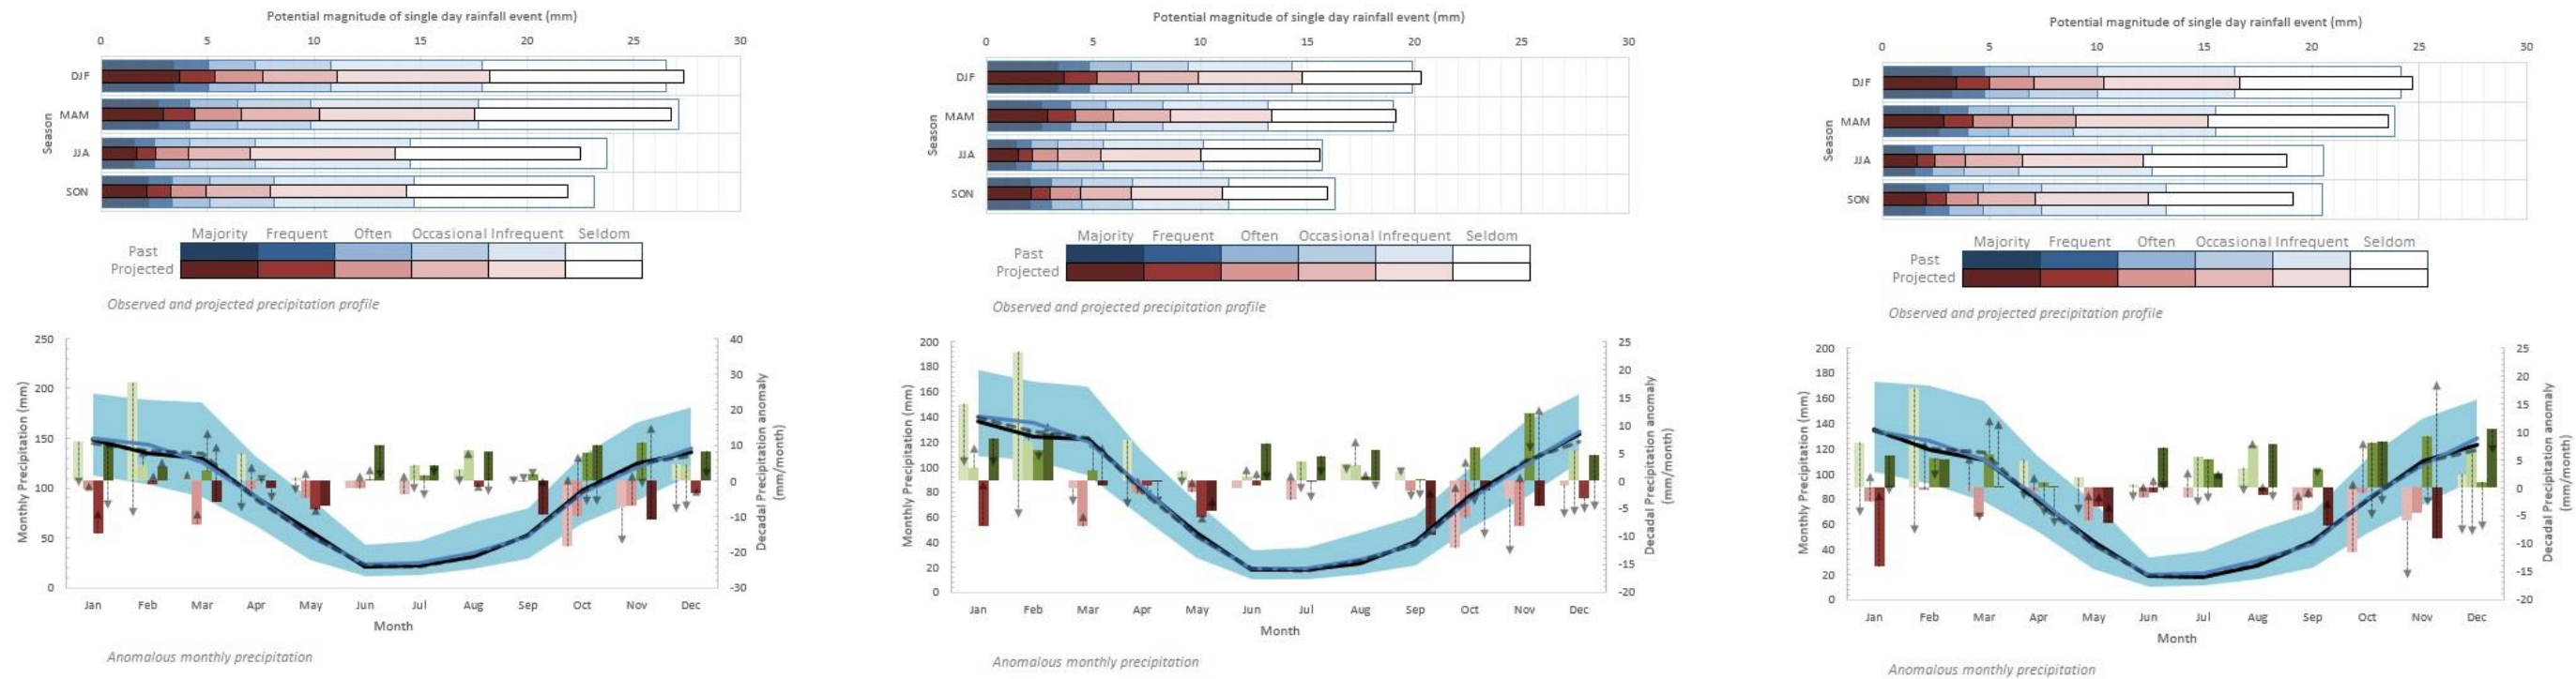 Potential magnitude of single day rainfall event (mm)
0 5 10 15 20 25 30
Season
DJF
MAM
JJA
SON
Majority Frequent Often Occasional Infrequent Seldom
Past
Projected
Observed and projected precipitation profile
250 40
200 30
150 20
100 10
50 0
0 -10
-20
-30
Monthly Precipitation (mm)
Decadal Precipitation anomaly
(mm/month)
Jan Feb Mar Apr May Jun Jul Aug Sep Oct Nov Dec
Month
Anomalous monthly precipitation
Potential magnitude of single day rainfall event (mm)
0 5 10 15 20 25 30
Season
DJF
MAM
JJA
SON
Majority Frequent Often Occasional Infrequent Seldom
Past
Projected
Observed and projected precipitation profile
200 25
180 20
160 15
140 10
120 5
100 0
80 -5
60 -10
40 -15
20 -20
0
Monthly Precipitation (mm)
Decadal Precipitation anomaly
(mm/month)
Jan Feb Mar Apr May Jun Jul Aug Sep Oct Nov Dec
Month
Anomalous monthly precipitation
Potential magnitude of single day rainfall event (mm)
0 5 10 15 20 25 30
Season
DJF
MAM
JJA
SON
Majority Frequent Often Occasional Infrequent Seldom
Past
Projected
Observed and projected precipitation profile
200 25
180 20
160 15
140 10
120 5
100 0
80 -5
60 -10
40 -15
20 -20
0
Monthly Precipitation (mm)
Decadal Precipitation anomaly
(mm/month)
Jan Feb Mar Apr May Jun Jul Aug Sep Oct Nov Dec
Month
Anomalous monthly precipitation